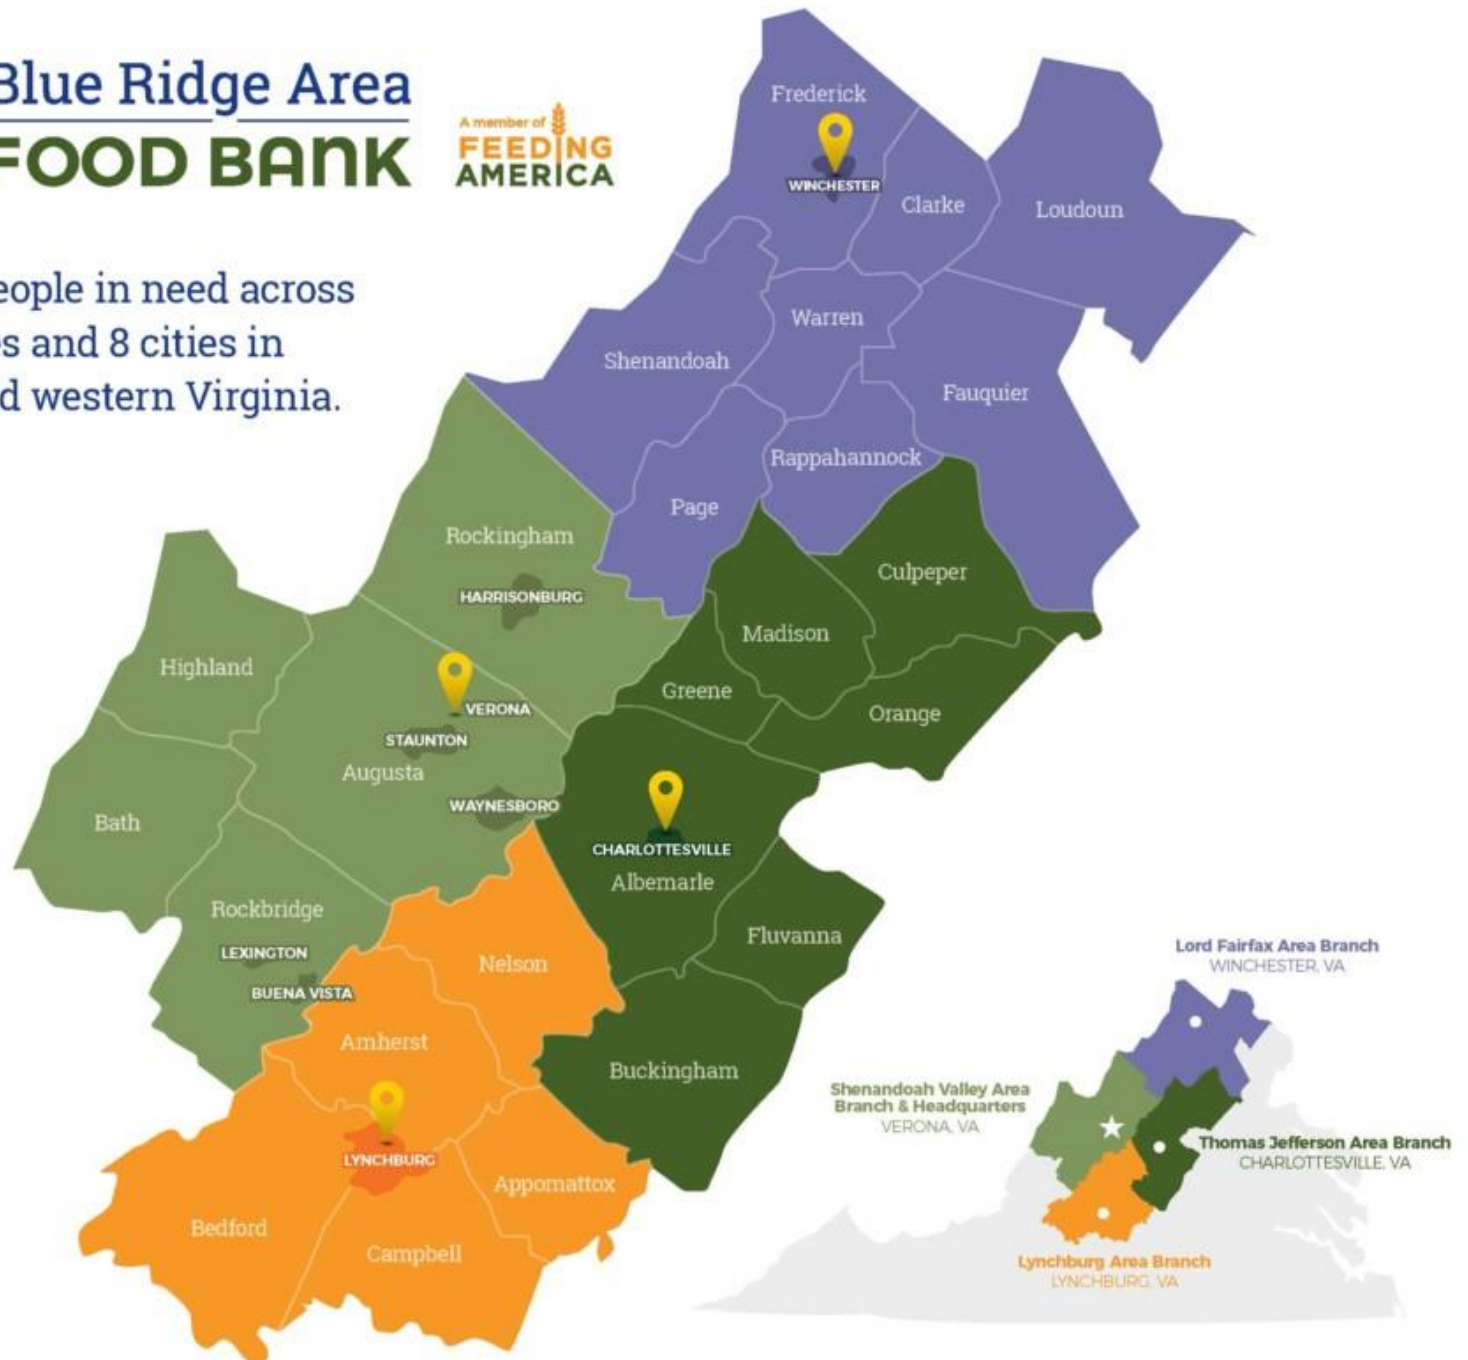 Blue Ridge Area
FOOD BANK
A member of
FEEDING
AMERICA
eople in need across
es and 8 cities in
d western Virginia.
Frederick
WINCHESTER
Clarke
Loudoun
Warren
Shenandoah
Fauquier
Rappahannock
Page
Rockingham
HARRISONBURG
Culpeper
Madison
Highland
Greene
VERONA
Orange
STAUNTON
Augusta
WAYNESBORO
Bath
CHARLOTTESVILLE
Albemarle
Rockbridge
Fluvanna
LEXINGTON
Nelson
BUENA VISTA
Amherst
Buckingham
LYNCHBURG
Appomattox
Bedford
Campbell
Lord Fairfax Area Branch
WINCHESTER, VA
Shenandoah Valley Area
Branch & Headquarters
VERONA, VA
Thomas Jefferson Area Branch
CHARLOTTESVILLE, VA
Lynchburg Area Branch
LYNCHBURG, VA